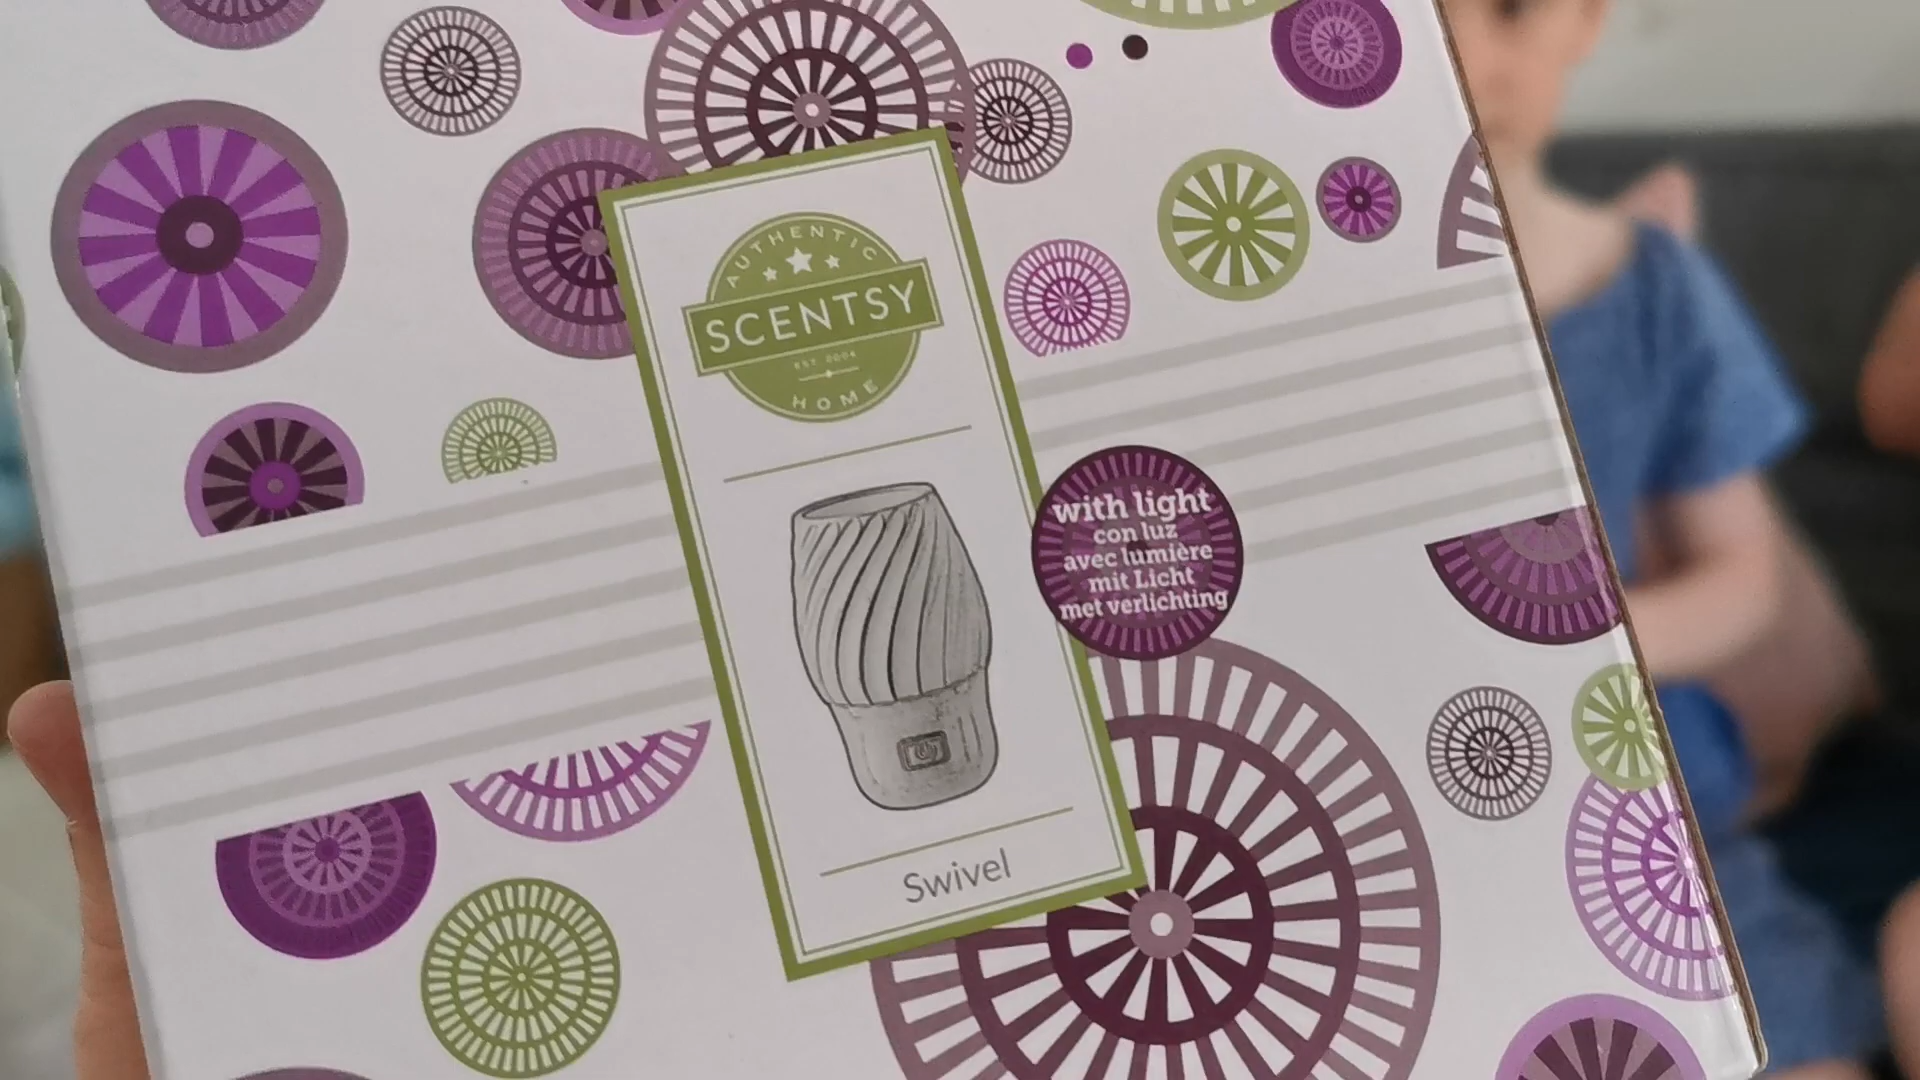 AUTHENTIC
SCENTSY
EST. 2004
HOME
with light
con luz
avec lumière
mit Licht
met verlichting
Swivel